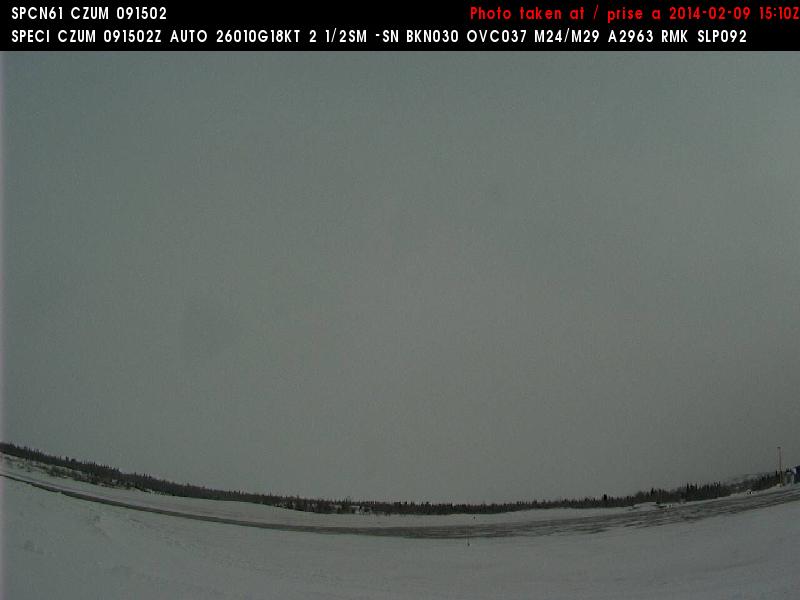 SPCN61 CZUM 091502 Photo taken at / prise a 2014-02-09 15:10Z
SPECI CZUM 091502Z AUTO 26010G18KT 2 1/2SM -SN BKN030 OVC037 M24/M29 A2963 RMK SLP092